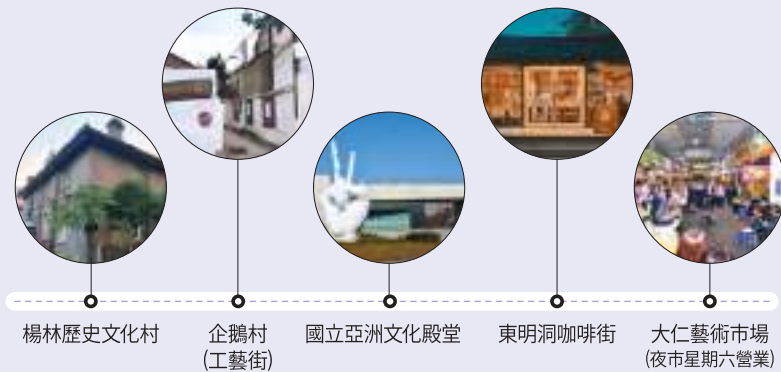 楊林歷史文化村
企鵝村
(工藝街)
國立亞洲文化殿堂
東明洞咖啡街
大仁藝術市場
(夜市星期六營業)